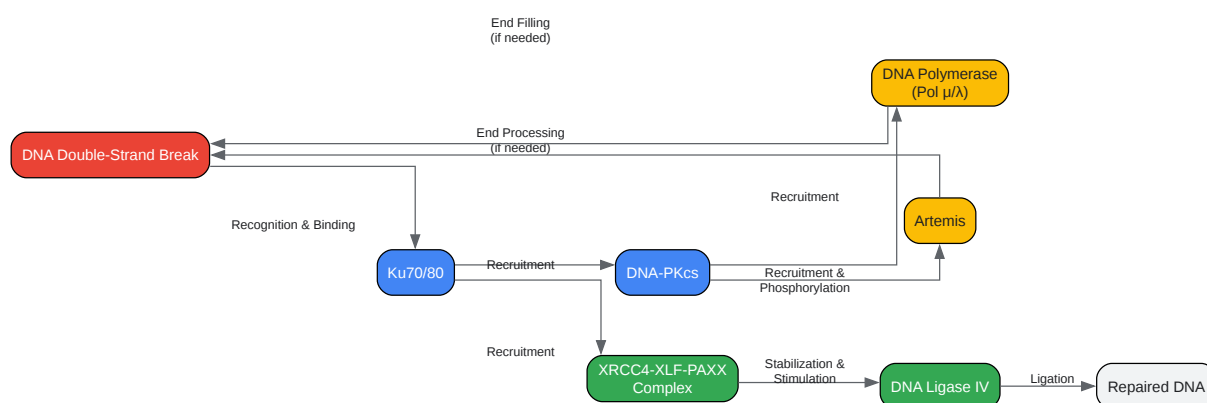 End Filling
(if needed)
DNA Polymerase
(Pol μ/λ)
End Processing
(if needed)
DNA Double-Strand Break
Recruitment
Artemis
Recognition & Binding
Ku70/80
Recruitment
DNA-PKcs
Recruitment &
Phosphorylation
Recruitment
XRCC4-XLF-PAXX
Complex
Stabilization &
Stimulation
DNA Ligase IV
Ligation
Repaired DNA